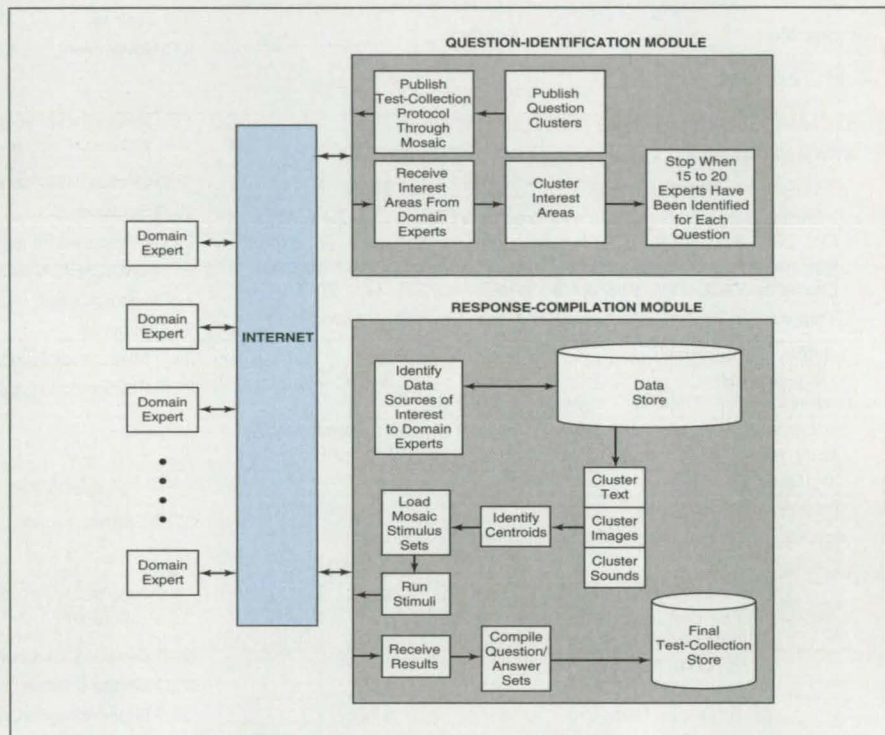 QUESTION-IDENTIFICATION MODULE
Publish
Test-Collection
Protocol
Through
Mosaic
Publish
Question
Clusters
Receive
Interest
Areas From
Domain
Experts
Cluster
Interest
Areas
Stop When
15 to 20
Experts Have
Been Identified
for Each
Question
Domain
Expert
Domain
Expert
Domain
Expert
Domain
Expert
INTERNET
RESPONSE-COMPILATION MODULE
Identify
Data
Sources of
Interest
to Domain
Experts
Data
Store
Cluster
Text
Cluster
Images
Cluster
Sounds
Identify
Centroids
Load
Mosaic
Stimulus
Sets
Run
Stimuli
Receive
Results
Compile
Question/
Answer
Sets
Final
Test-Collection
Store